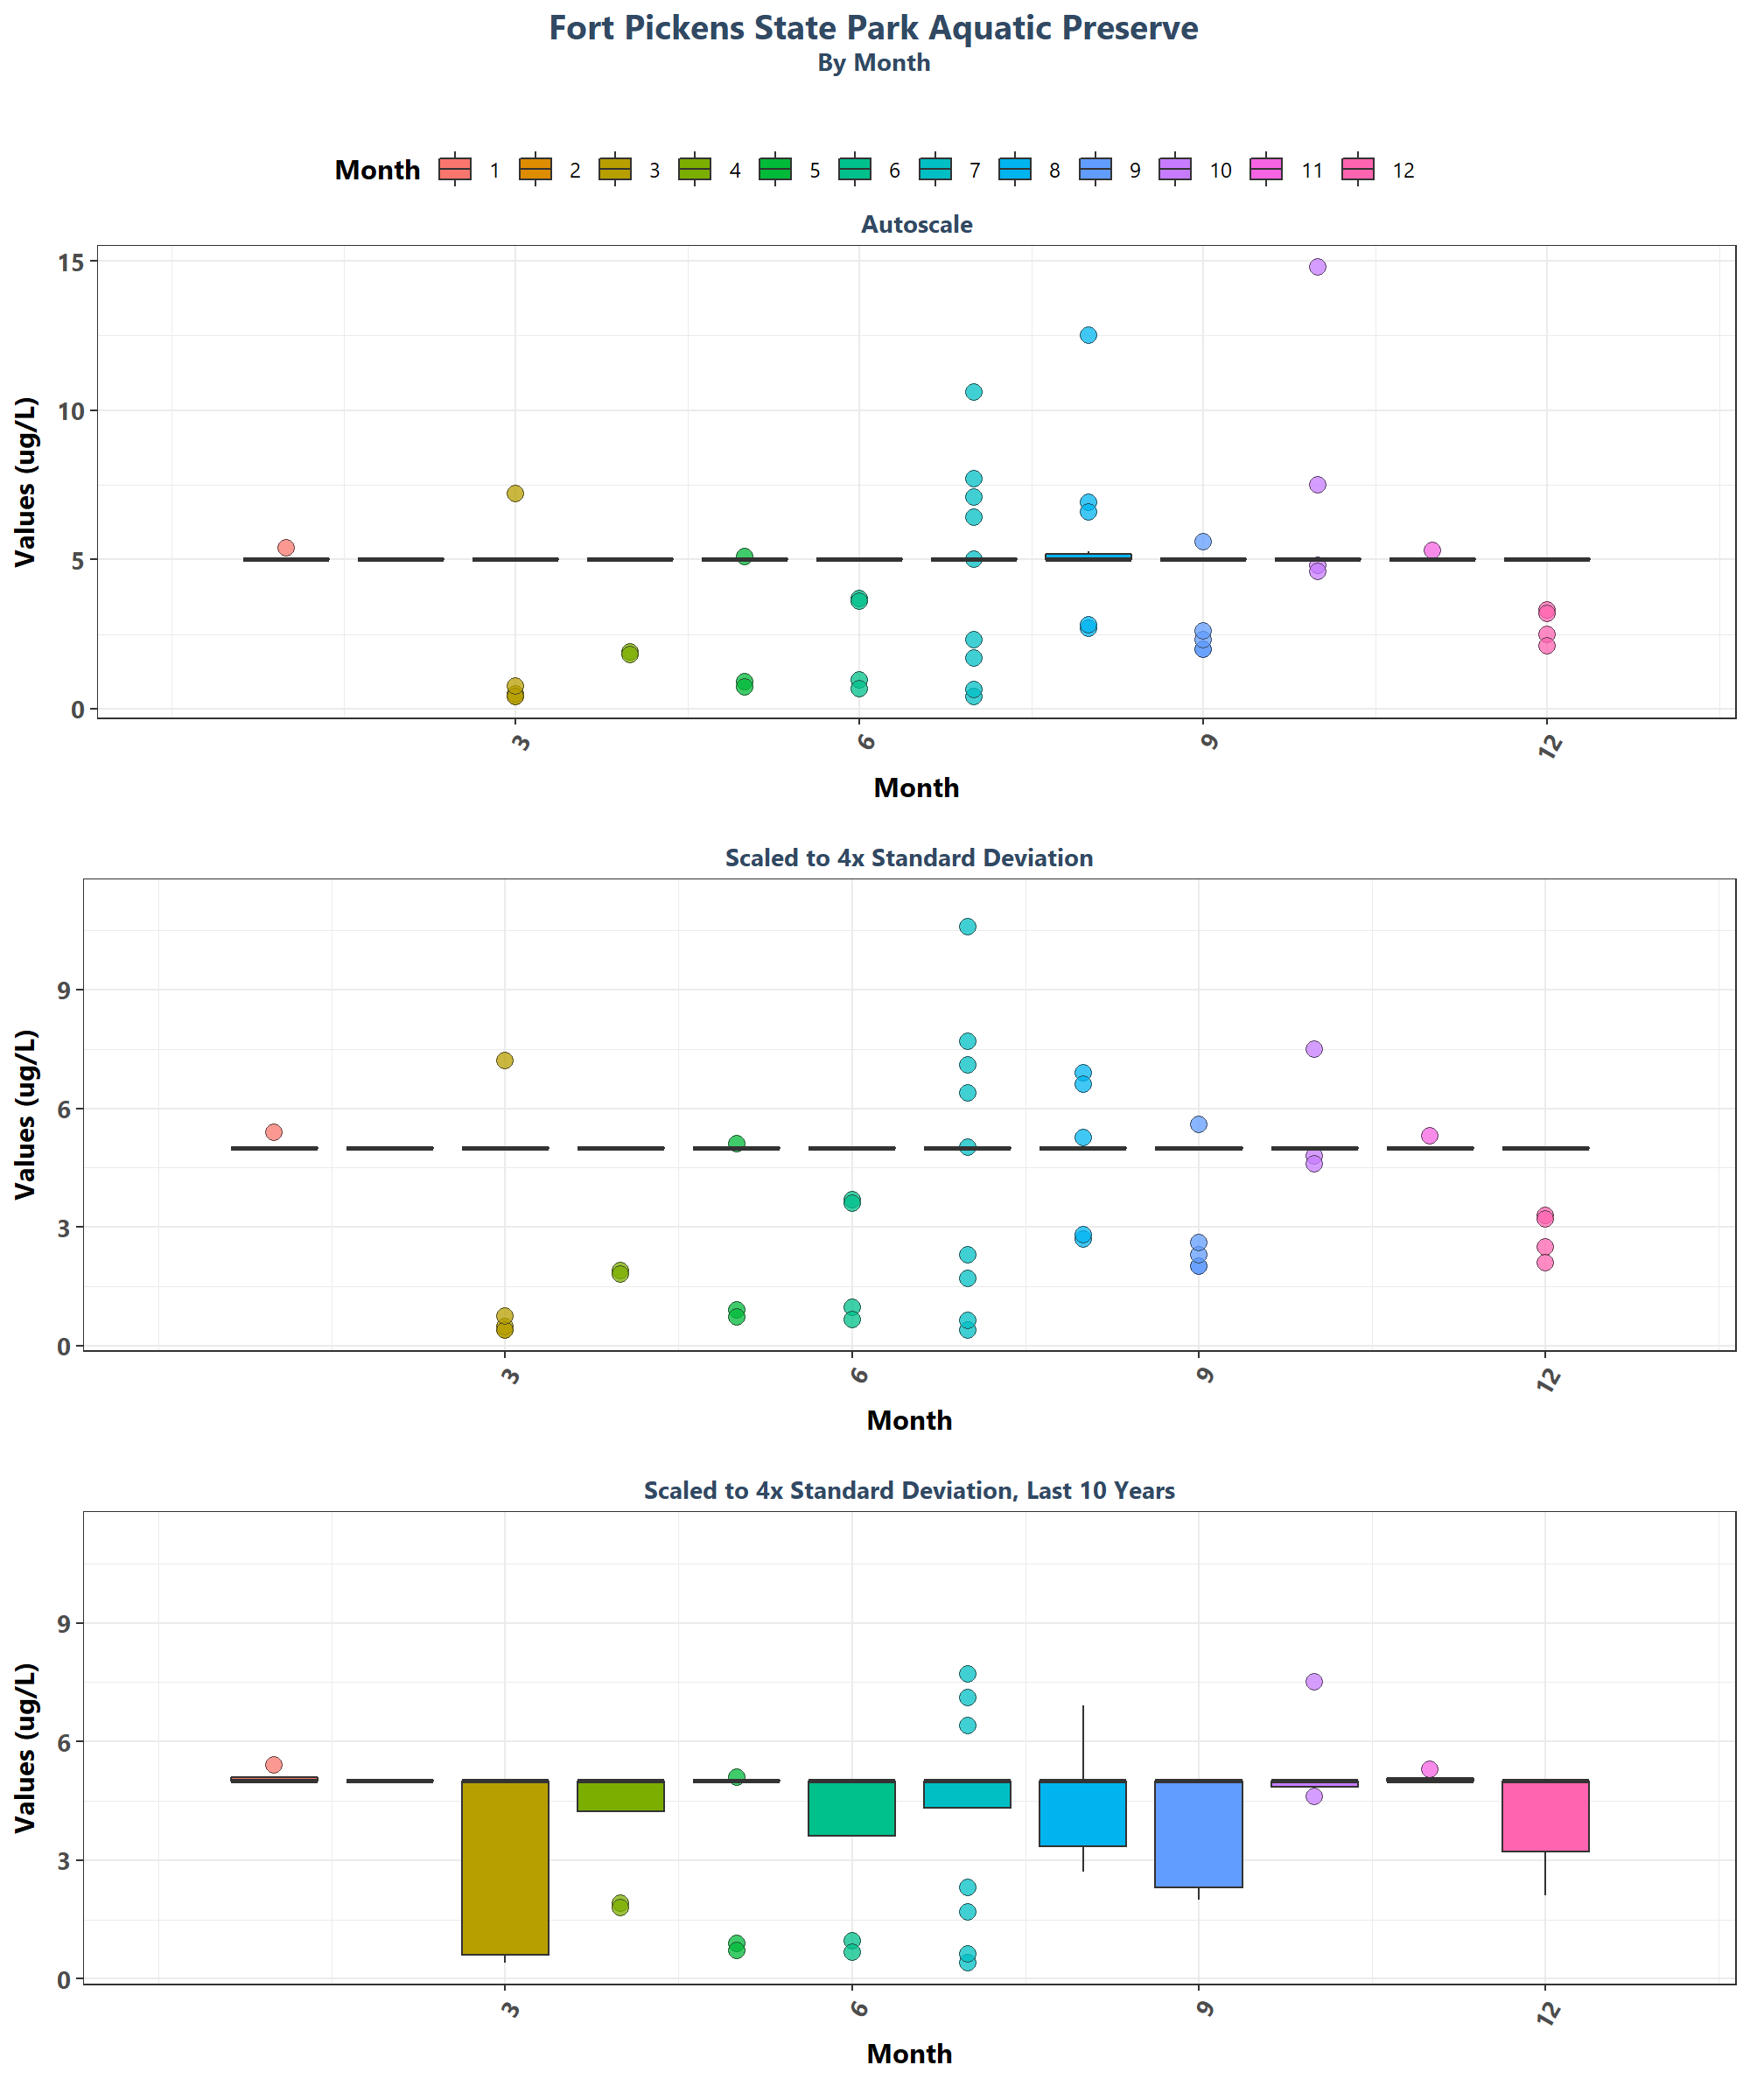 Fort Pickens State Park Aquatic Preserve
By Month
Month 1 2 3 4 5 6 7 8 9 10 11 12
Autoscale
Values (ug/L)
15
10
5
0
3 6 9 12
Month
Scaled to 4x Standard Deviation
Values (ug/L)
9
6
3
0
3 6 9 12
Month
Scaled to 4x Standard Deviation, Last 10 Years
Values (ug/L)
9
6
3
0
3 6 9 12
Month